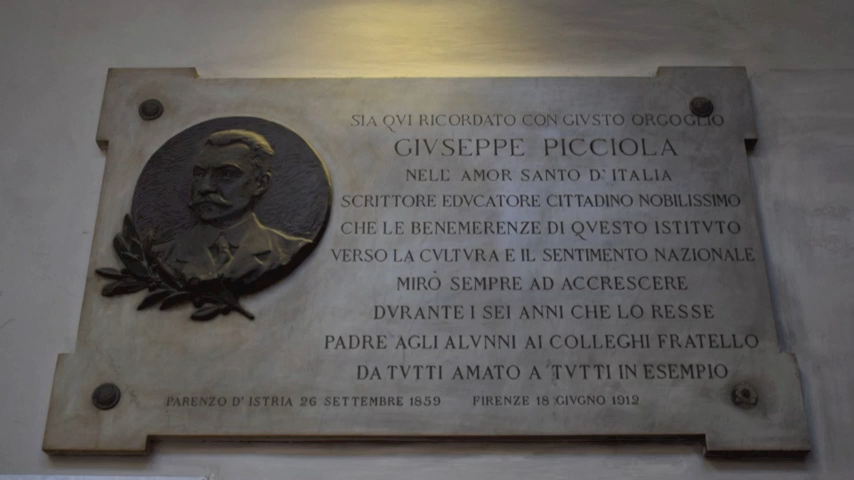 SIA QVI RICORDATO CON GIVSTO ORGOGLIO
GIVSEPPE PICCIOLA
NELL' AMOR SANTO D' ITALIA
SCRITTORE EDVCATORE CITTADINO NOBILISSIMO
CHE LE BENEMERENZE DI QVESTO ISTITVTO
VERSO LA CVLTVRA E IL SENTIMENTO NAZIONALE
MIRÒ SEMPRE AD ACCRESCERE
DVRANTE I SEI ANNI CHE LO RESSE
PADRE AGLI ALVNNI AI COLLEGHI FRATELLO
DA TVTTI AMATO A TVTTI IN ESEMPIO
PARENZO D' ISTRIA 26 SETTEMBRE 1859 FIRENZE 18 GIVGNO 1912